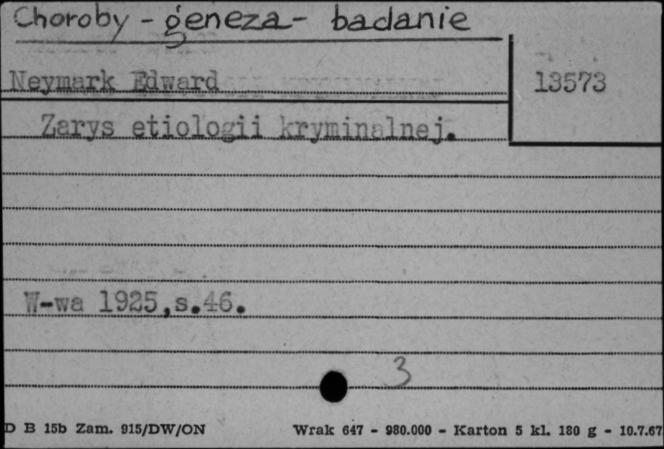 Choroby - geneza - badanie
Neymark Edward
13573
Zarys etiologii kryminalnej.
W-wa 1925,s.46.
3
D B 15b Zam. 915/DW/ON
Wrak 647 - 980.000 - Karton 5 kl. 180 g - 10.7.67